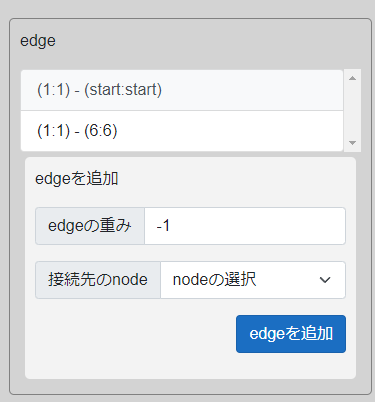 edge
(1:1) - (start:start)
(1:1) - (6:6)
edgeを追加
edgeの重み -1
接続先のnode nodeの選択
edgeを追加